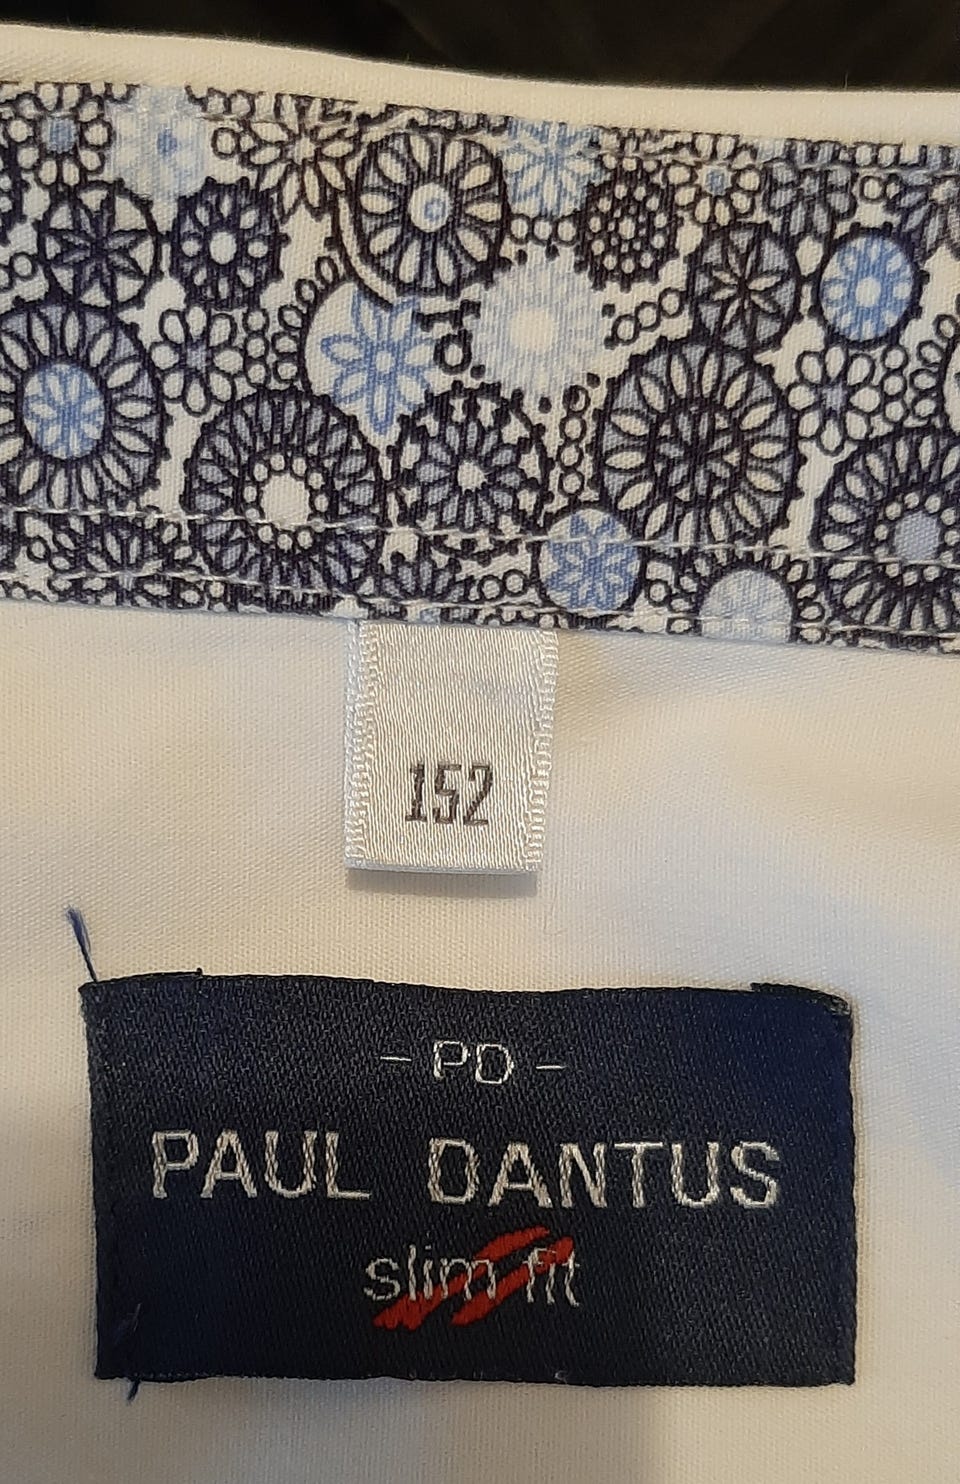 152
- PD -
PAUL DANTUS
slim fit